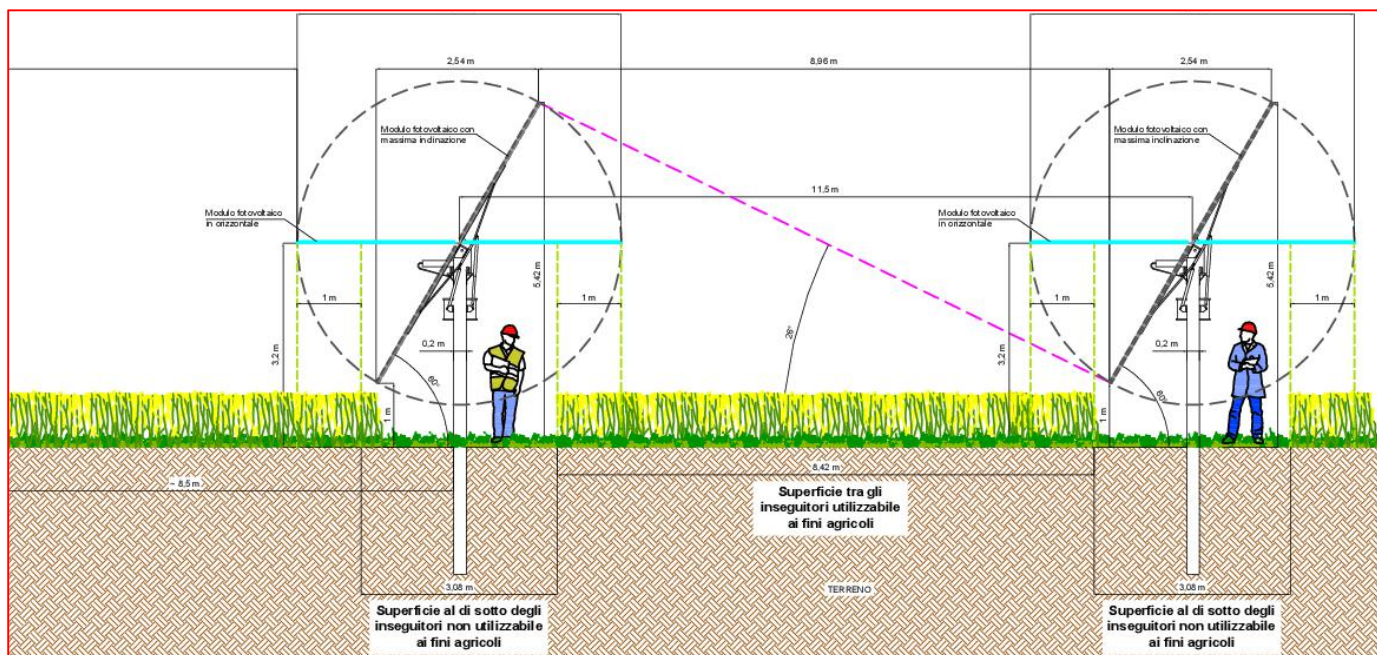 2,54 m
8,96 m
2,54 m
Modulo fotovoltaico con
massima inclinazione
Modulo fotovoltaico con
massima inclinazione
11,5 m
Modulo fotovoltaico
in orizzontale
Modulo fotovoltaico
in orizzontale
5,42 m
5,42 m
1 m
1 m
1 m
1 m
3,2 m
0,2 m
28°
3,2 m
0,2 m
60°
60°
1 m
1 m
~ 8,5 m
8,42 m
Superficie tra gli
inseguitori utilizzabile
ai fini agricoli
3,08 m
TERRENO
3,08 m
Superficie al di sotto degli
inseguitori non utilizzabile
ai fini agricoli
Superficie al di sotto degli
inseguitori non utilizzabile
ai fini agricoli